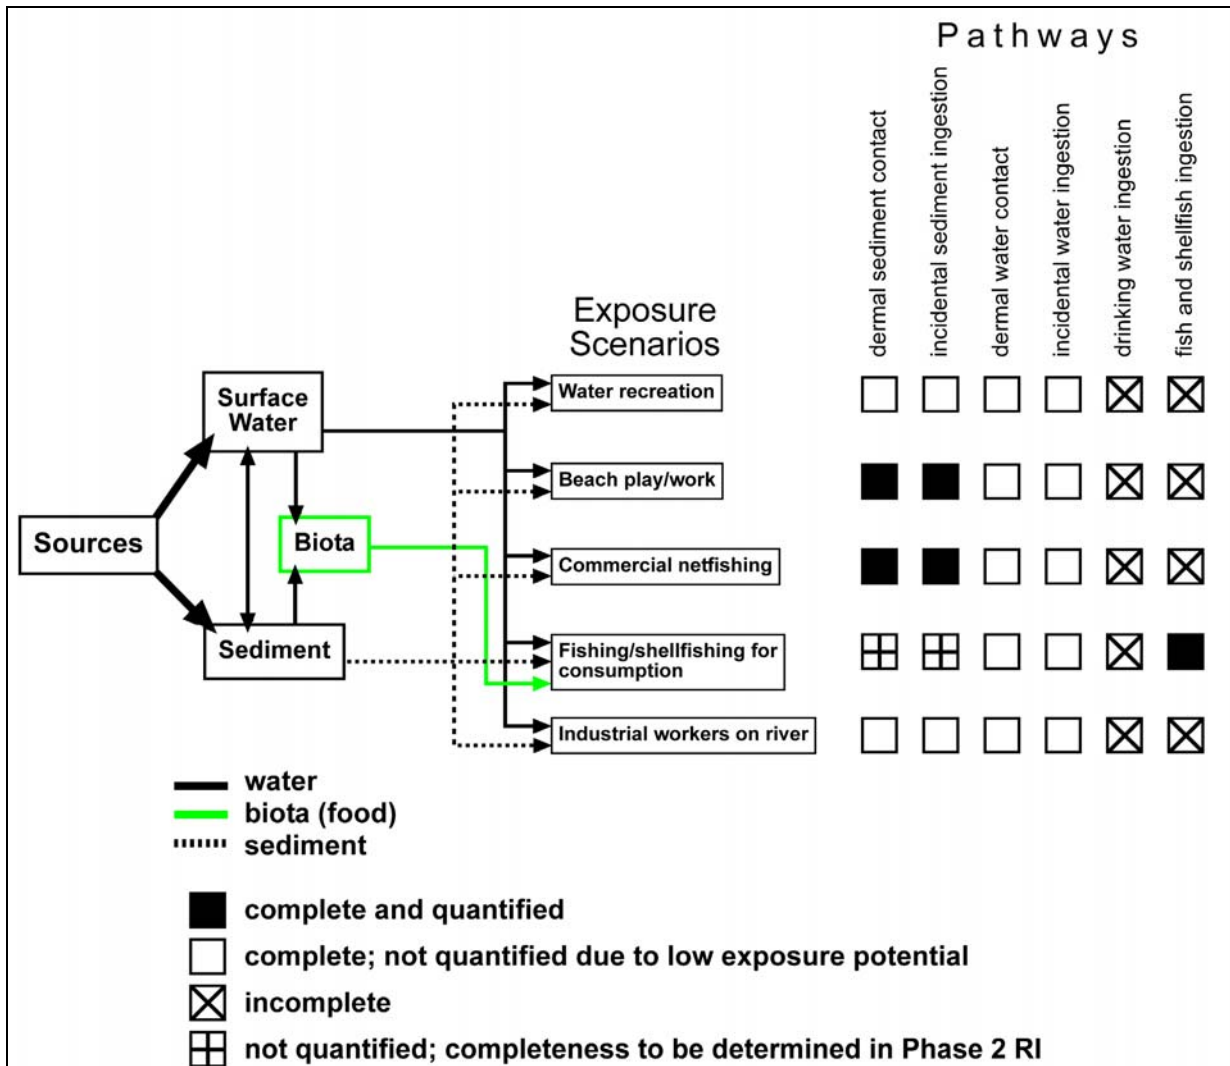 Pathways
dermal sediment contact
incidental sediment ingestion
dermal water contact
incidental water ingestion
drinking water ingestion
fish and shellfish ingestion
Exposure
Scenarios
Surface
Water
Sources
Biota
Sediment
Water recreation
Beach play/work
Commercial netfishing
Fishing/shellfishing for
consumption
Industrial workers on river
water
biota (food)
sediment
complete and quantified
complete; not quantified due to low exposure potential
incomplete
not quantified; completeness to be determined in Phase 2 RI